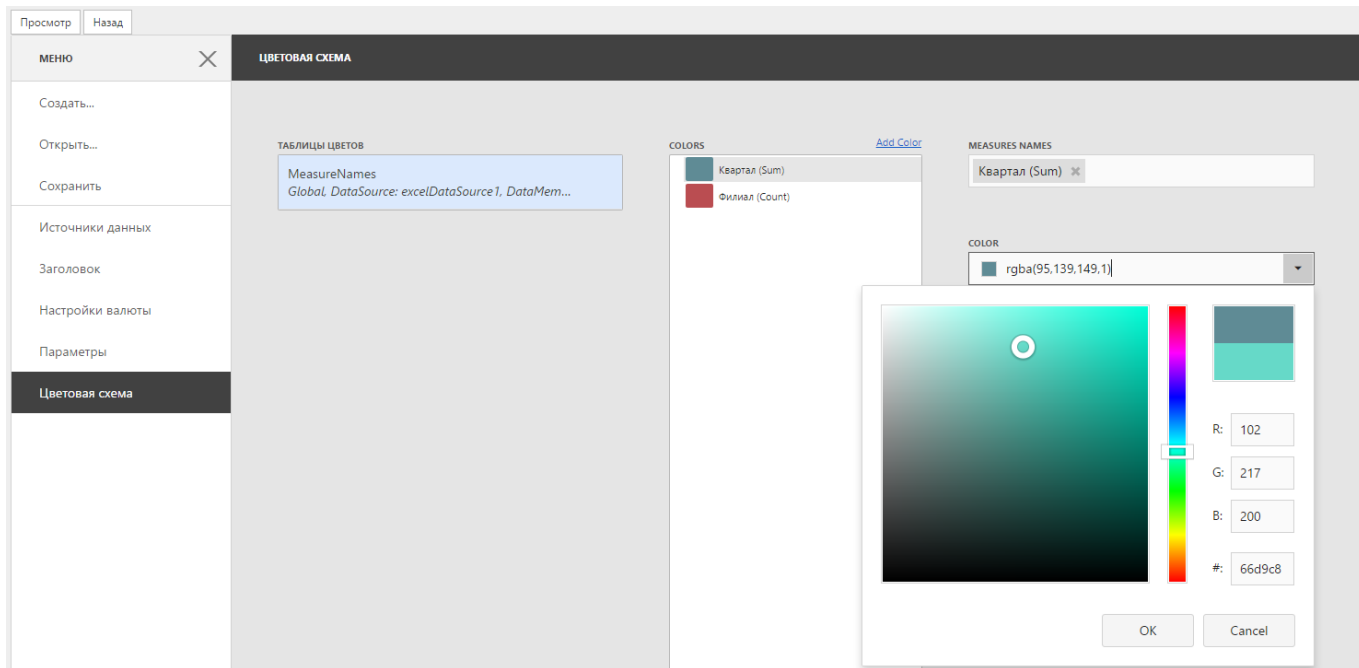 Просмотр
Назад
МЕНЮ
ЦВЕТОВАЯ СХЕМА
Создать...
Открыть...
Сохранить
Источники данных
Заголовок
Настройки валюты
Параметры
Цветовая схема
ТАБЛИЦЫ ЦВЕТОВ
MeasureNames
Global, DataSource: excelDataSource1, DataMem...
COLORS
Add Color
Квартал (Sum)
Филиал (Count)
MEASURES NAMES
Квартал (Sum)
COLOR
rgba(95,139,149,1)
R: 102
G: 217
B: 200
#: 66d9c8
OK
Cancel